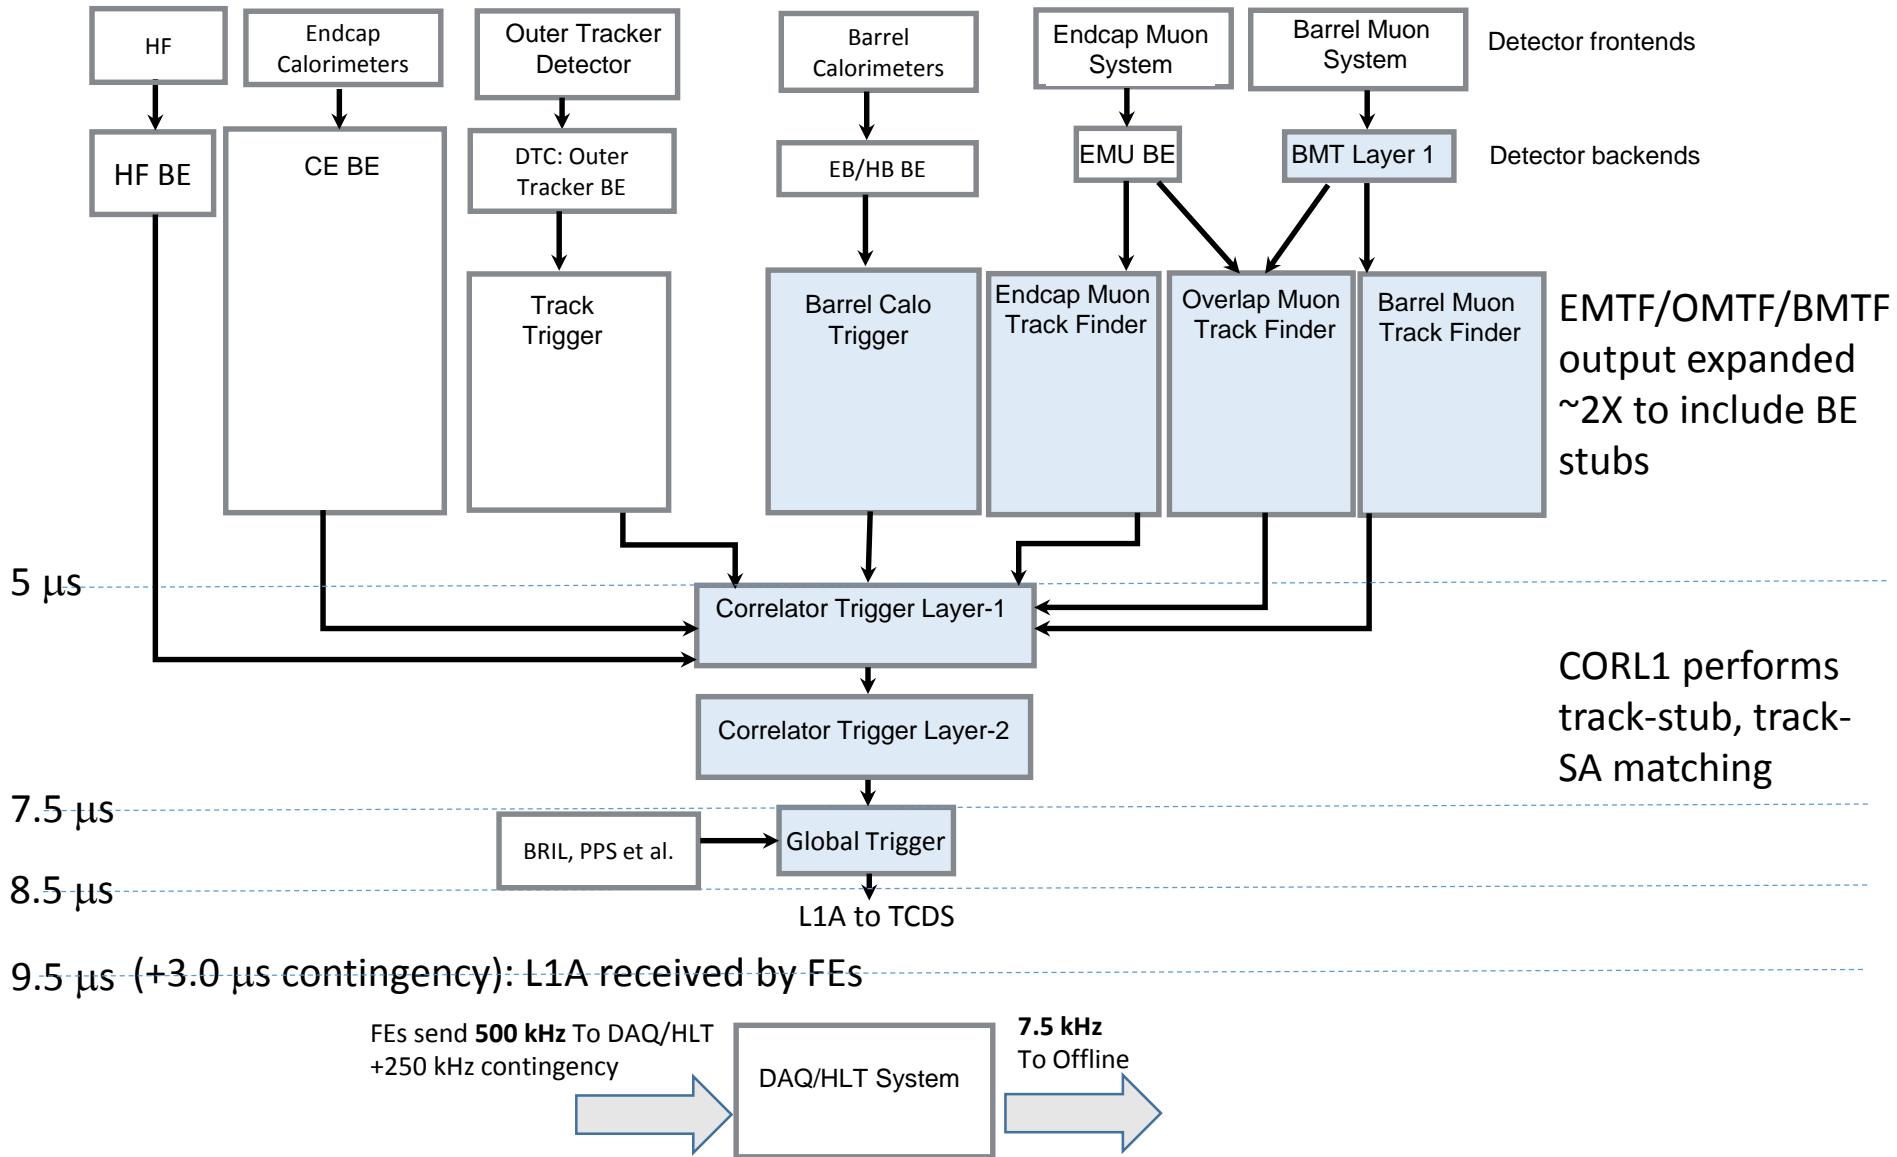 HF
Endcap
Calorimeters
Outer Tracker
Detector
Barrel
Calorimeters
Endcap Muon
System
Barrel Muon
System
Detector frontends
HF BE
CE BE
DTC: Outer
Tracker BE
EB/HB BE
EMU BE
BMT Layer 1
Detector backends
Track
Trigger
Barrel Calo
Trigger
Endcap Muon
Track Finder
Overlap Muon
Track Finder
Barrel Muon
Track Finder
EMTF/OMTF/BMTF
output expanded
~2X to include BE
stubs
5 μs
Correlator Trigger Layer-1
CORL1 performs
track-stub, track-
SA matching
Correlator Trigger Layer-2
7.5 μs
BRIL, PPS et al.
Global Trigger
8.5 μs
L1A to TCDS
9.5 μs (+3.0 μs contingency): L1A received by FEs
FEs send 500 kHz To DAQ/HLT
+250 kHz contingency
DAQ/HLT System
7.5 kHz
To Offline